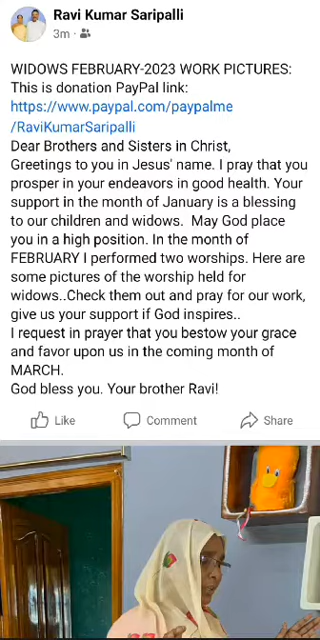 Ravi Kumar Saripalli
3m ·
WIDOWS FEBRUARY-2023 WORK PICTURES:
This is donation PayPal link:
https://www.paypal.com/paypalme
/RaviKumarSaripalli
Dear Brothers and Sisters in Christ,
Greetings to you in Jesus' name. I pray that you
prosper in your endeavors in good health. Your
support in the month of January is a blessing
to our children and widows.  May God place
you in a high position. In the month of
FEBRUARY I performed two worships. Here are
some pictures of the worship held for
widows..Check them out and pray for our work,
give us your support if God inspires..
I request in prayer that you bestow your grace
and favor upon us in the coming month of
MARCH.
God bless you. Your brother Ravi!
Like Comment Share